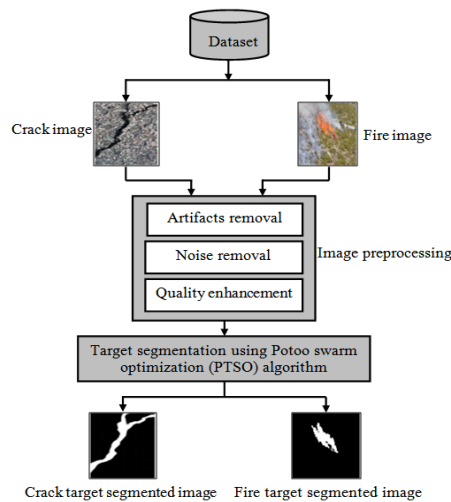 Dataset
Crack image
Fire image
Artifacts removal
Noise removal
Quality enhancement
Image preprocessing
Target segmentation using Potoo swarm
optimization (PTSO) algorithm
Crack target segmented image
Fire target segmented image